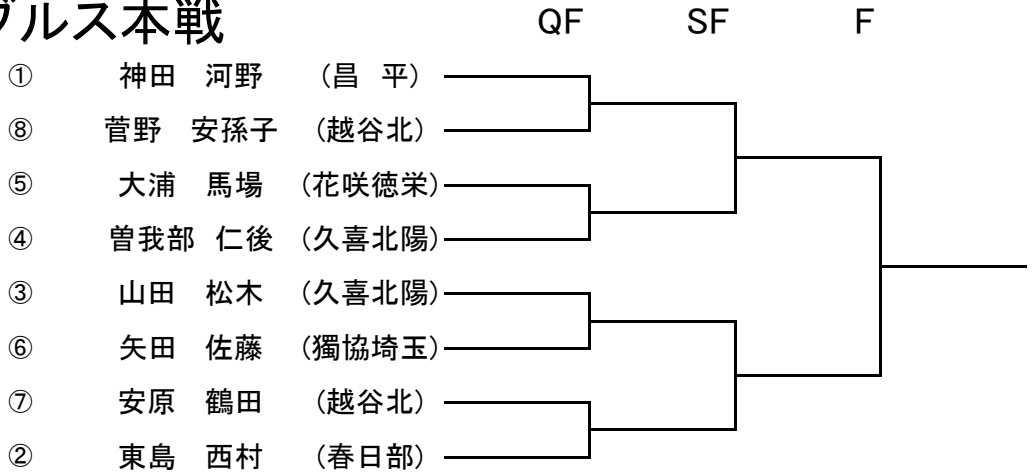 ブルス本戦 QF SF F
① 神田 河野 (昌 平)
⑧ 菅野 安孫子 (越谷北)
⑤ 大浦 馬場 (花咲徳栄)
④ 曽我部 仁後 (久喜北陽)
③ 山田 松木 (久喜北陽)
⑥ 矢田 佐藤 (獨協埼玉)
⑦ 安原 鶴田 (越谷北)
② 東島 西村 (春日部)